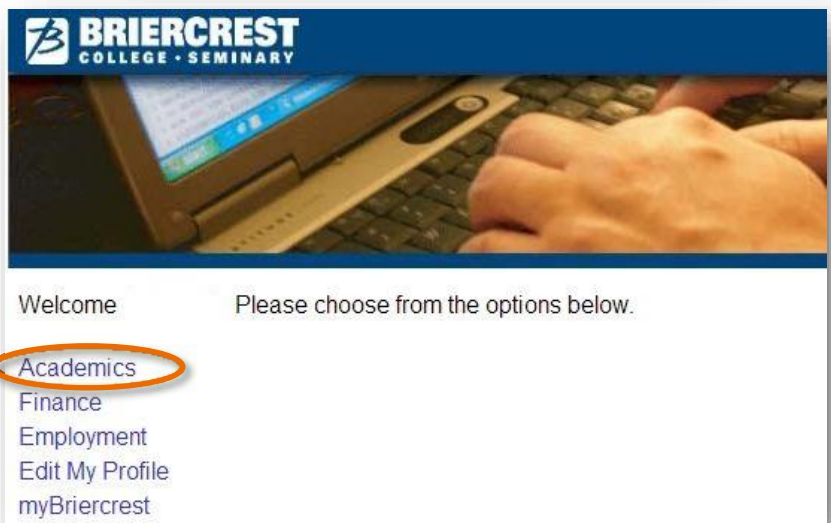 BRIERCREST
COLLEGE · SEMINARY
Welcome Please choose from the options below.
Academics
Finance
Employment
Edit My Profile
myBriercrest